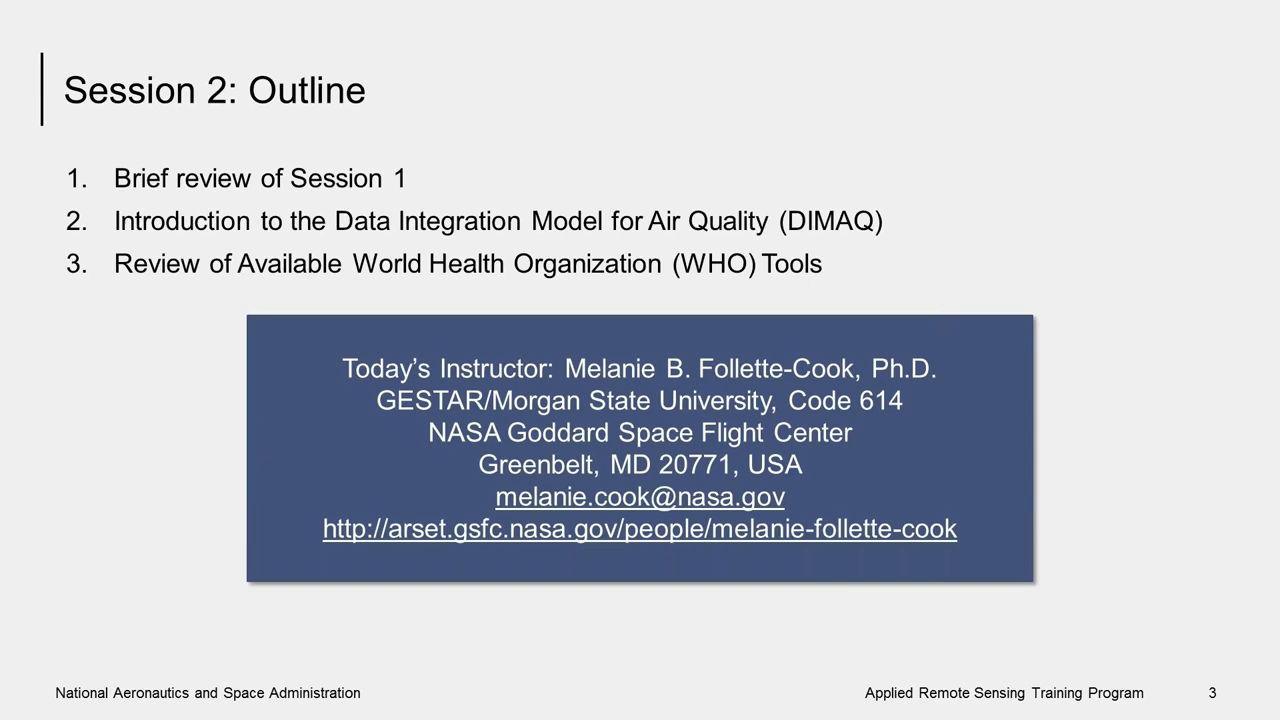 Session 2: Outline
1. Brief review of Session 1
2. Introduction to the Data Integration Model for Air Quality (DIMAQ)
3. Review of Available World Health Organization (WHO) Tools
Today’s Instructor: Melanie B. Follette-Cook, Ph.D.
GESTAR/Morgan State University, Code 614
NASA Goddard Space Flight Center
Greenbelt, MD 20771, USA
melanie.cook@nasa.gov
http://arset.gsfc.nasa.gov/people/melanie-follette-cook
National Aeronautics and Space Administration
Applied Remote Sensing Training Program
3